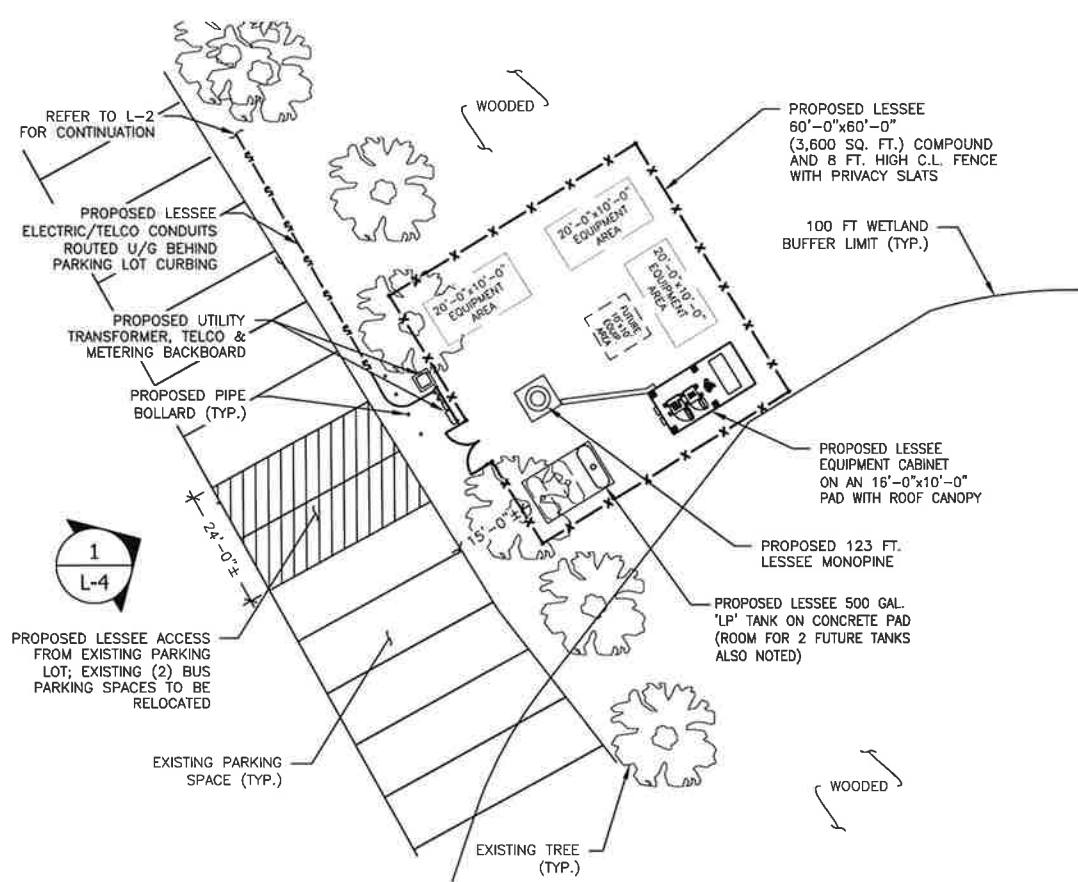 WOODED
REFER TO L-2
FOR CONTINUATION
PROPOSED LESSEE
60'-0"x60'-0"
(3,600 SQ. FT.) COMPOUND
AND 8 FT. HIGH C.L. FENCE
WITH PRIVACY SLATS
PROPOSED LESSEE
ELECTRIC/TELCO CONDUITS
ROUTED U/G BEHIND
PARKING LOT CURBING
100 FT WETLAND
BUFFER LIMIT (TYP.)
20'-0"x10'-0"
EQUIPMENT
AREA
20'-0"x10'-0"
EQUIPMENT
AREA
20'-0"x10'-0"
EQUIPMENT
AREA
FUTURE
10'x10'
EQUIP
AREA
PROPOSED UTILITY
TRANSFORMER, TELCO &
METERING BACKBOARD
PROPOSED PIPE
BOLLARD (TYP.)
PROPOSED LESSEE
EQUIPMENT CABINET
ON AN 16'-0"x10'-0"
PAD WITH ROOF CANOPY
24'-0"±
15'-0"±
1
L-4
PROPOSED 123 FT.
LESSEE MONOPINE
PROPOSED LESSEE 500 GAL.
'LP' TANK ON CONCRETE PAD
(ROOM FOR 2 FUTURE TANKS
ALSO NOTED)
PROPOSED LESSEE ACCESS
FROM EXISTING PARKING
LOT; EXISTING (2) BUS
PARKING SPACES TO BE
RELOCATED
EXISTING PARKING
SPACE (TYP.)
WOODED
EXISTING TREE
(TYP.)